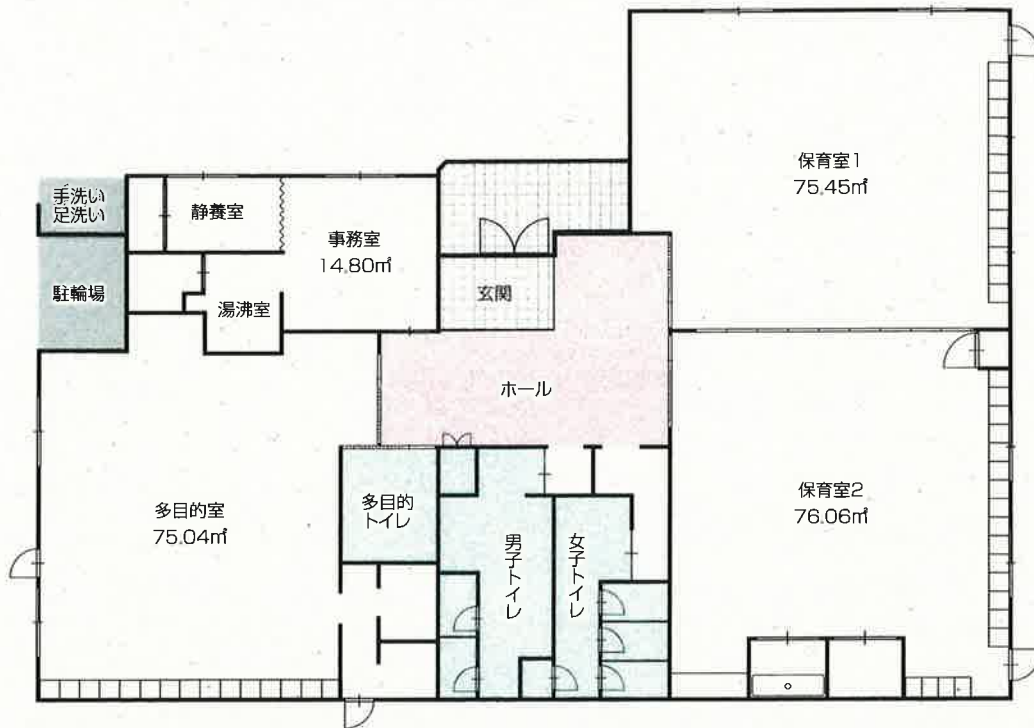 保育室1
75.45㎡
手洗い
足洗い
静養室
事務室
14.80㎡
駐輪場
湯沸室
玄関
ホール
多目的室
75.04㎡
多目的
トイレ
男子トイレ
女子トイレ
保育室2
76.06㎡